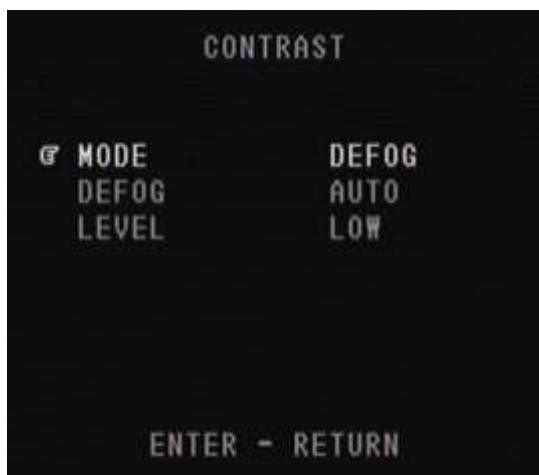 CONTRAST
MODE DEFOG
DEFOG AUTO
LEVEL LOW
ENTER - RETURN